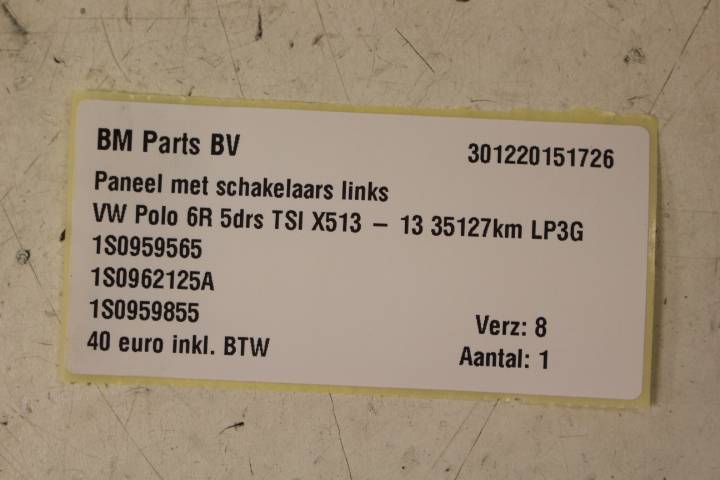 BM Parts BV 301220151726
Paneel met schakelaars links
VW Polo 6R 5drs TSI X513 – 13 35127km LP3G
1S0959565
1S0962125A
1S0959855 Verz: 8
40 euro inkl. BTW Aantal: 1